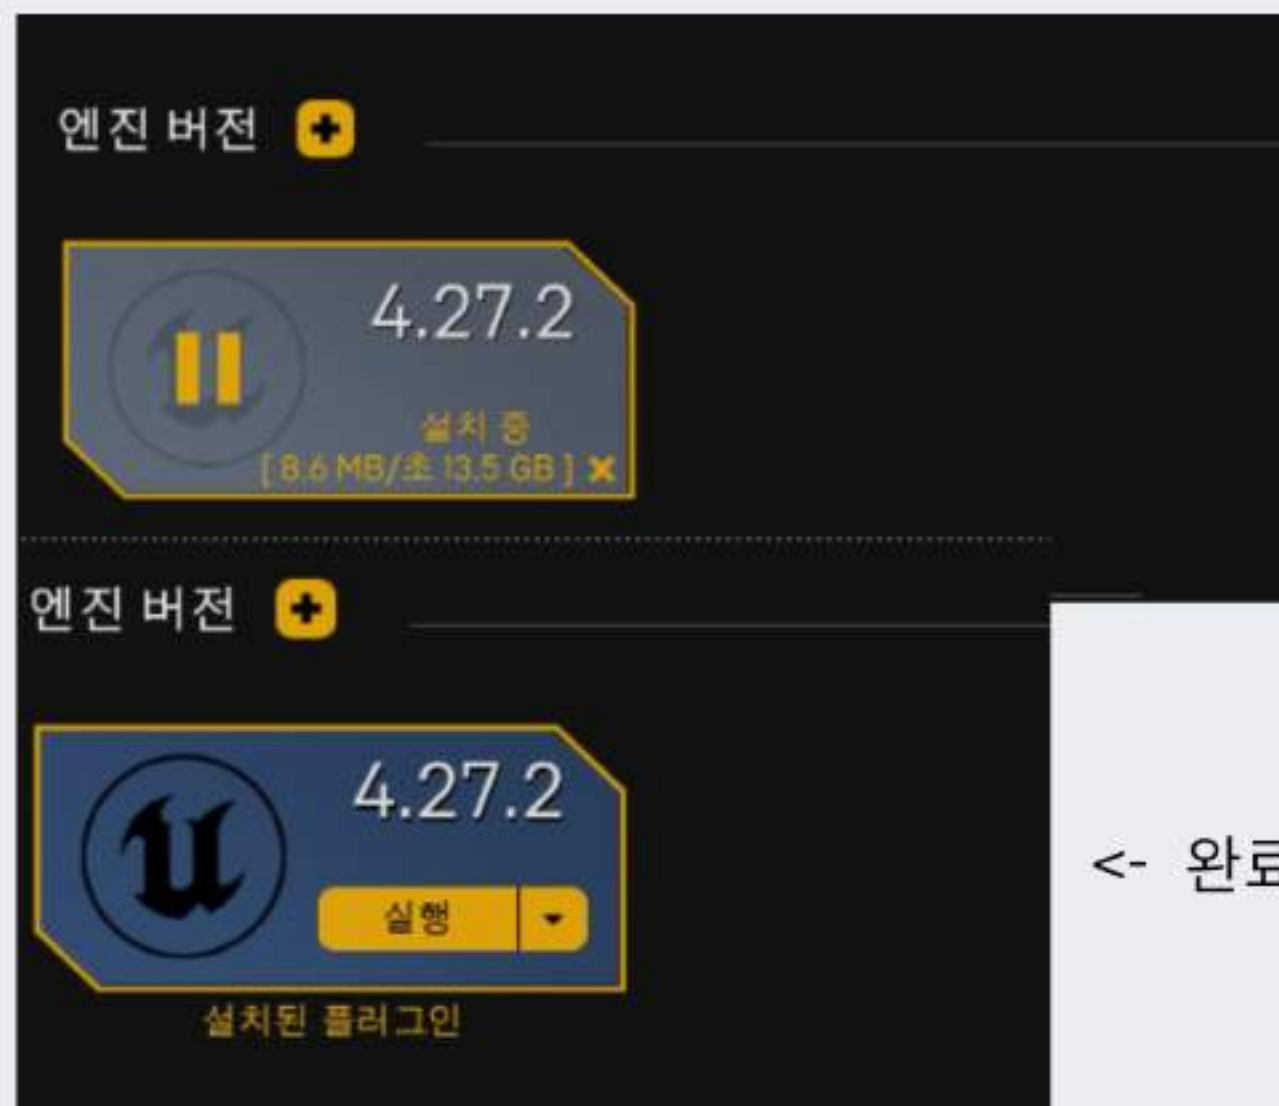 엔진 버전
4.27.2
설치 중
[ 8.6 MB/초 13.5 GB ]
엔진 버전
4.27.2
실행
설치된 플러그인
<- 완료